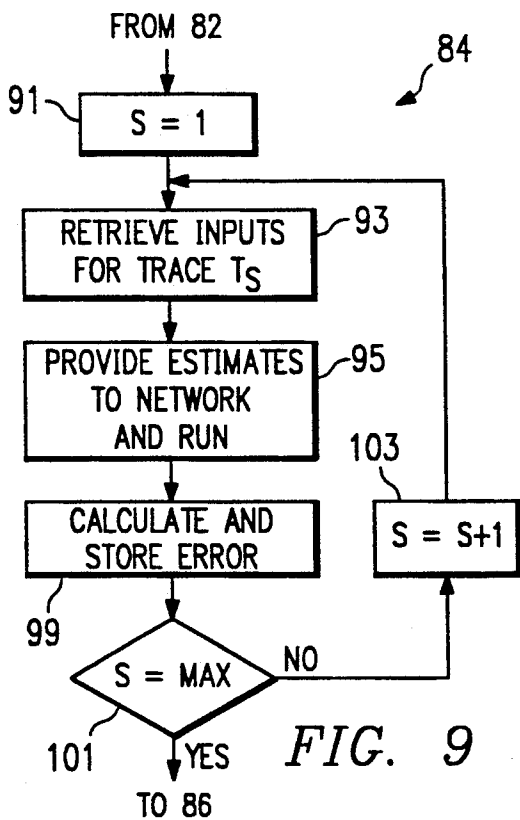 FROM 82
84
91
S = 1
RETRIEVE INPUTS
FOR TRACE TS
93
PROVIDE ESTIMATES
TO NETWORK
AND RUN
95
CALCULATE AND
STORE ERROR
99
103
S = S+1
S = MAX
NO
101
YES
TO 86
FIG. 9